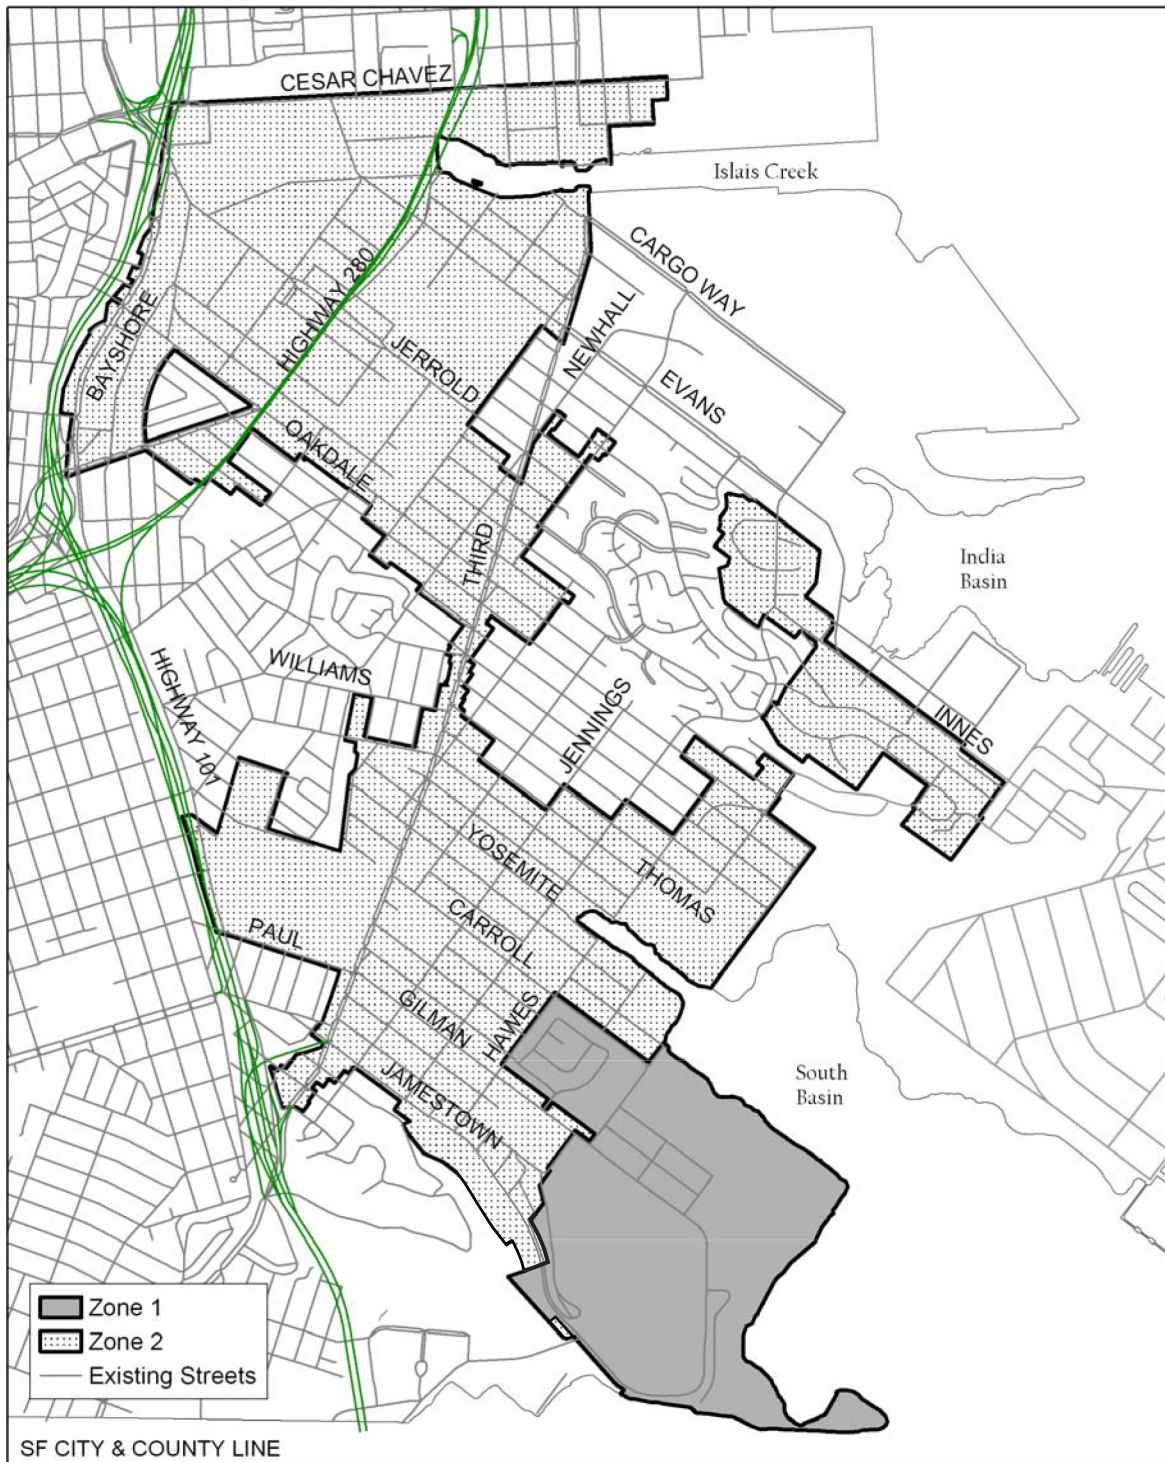 CESAR CHAVEZ
Islais Creek
CARGO WAY
HIGHWAY 280
NEWHALL
BAYSHORE
JERROLD
EVANS
OAKDALE
THIRD
India
Basin
WILLIAMS
HIGHWAY 101
JENNINGS
INNES
YOSEMITE
THOMAS
CARROLL
PAUL
GILMAN
HAWES
JAMESTOWN
South
Basin
Zone 1
Zone 2
Existing Streets
SF CITY & COUNTY LINE